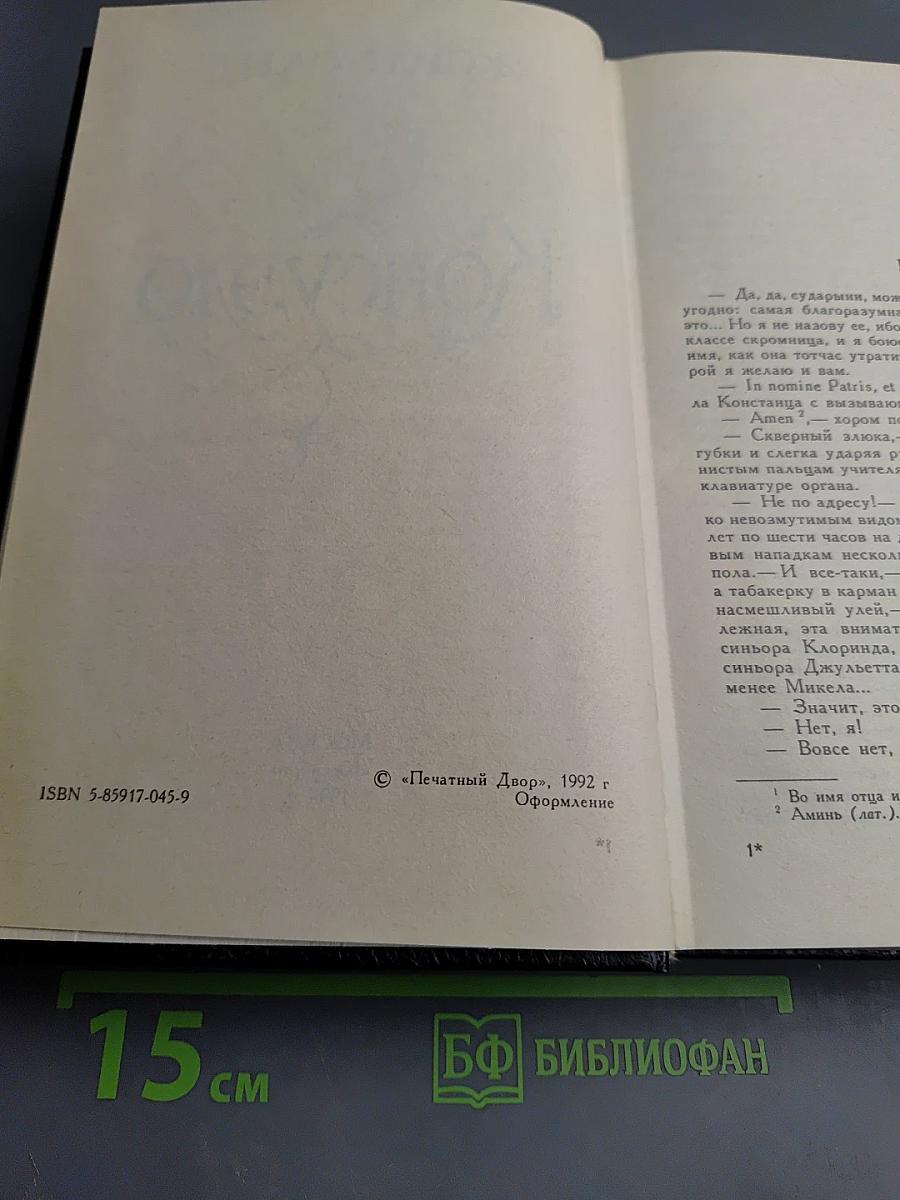 ISBN 5-85917-045-9
© «Печатный Двор», 1992 г
Оформление
— Да, да, сударыни, мож
угодно: самая благоразумна
это... Но я не назову ее, ибо
классе скромница, и я бою
имя, как она тотчас утрати
рой я желаю и вам.
— In nomine Patris, et
ла Констанца с вызываю
— Amen ²,— хором по
— Скверный злюка,-
губки и слегка ударяя р
нистым пальцам учителя
клавиатуре органа.
— Не по адресу!—
ко невозмутимым видом
лет по шести часов на д
вым нападкам нескол
пола.— И все-таки,—
а табакерку в карман
насмешливый улей,—
лежная, эта внимат
синьора Клоринда,
синьора Джульетта
менее Микела...
— Значит, это
— Нет, я!
— Вовсе нет,
¹ Во имя отца и
² Аминь (лат.).
1*
15 см
БФ БИБЛИОФАН